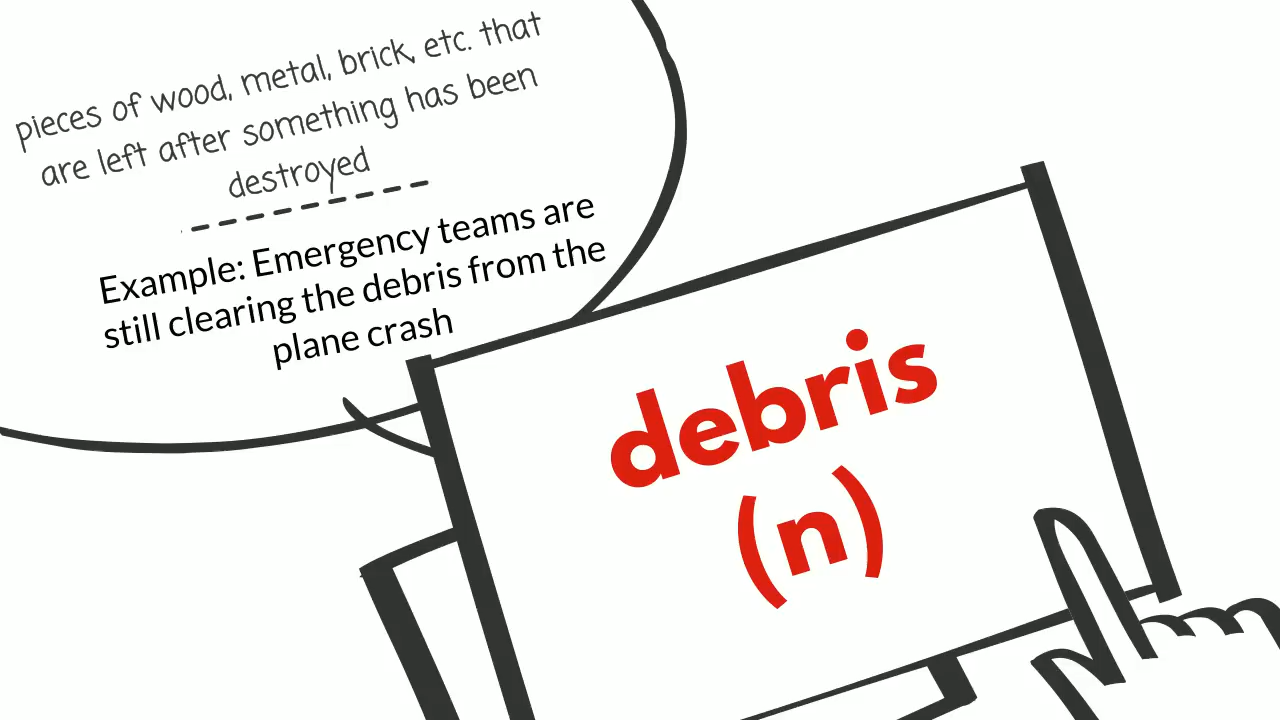 pieces of wood, metal, brick, etc. that
are left after something has been
destroyed
Example: Emergency teams are
still clearing the debris from the
plane crash
debris
(n)